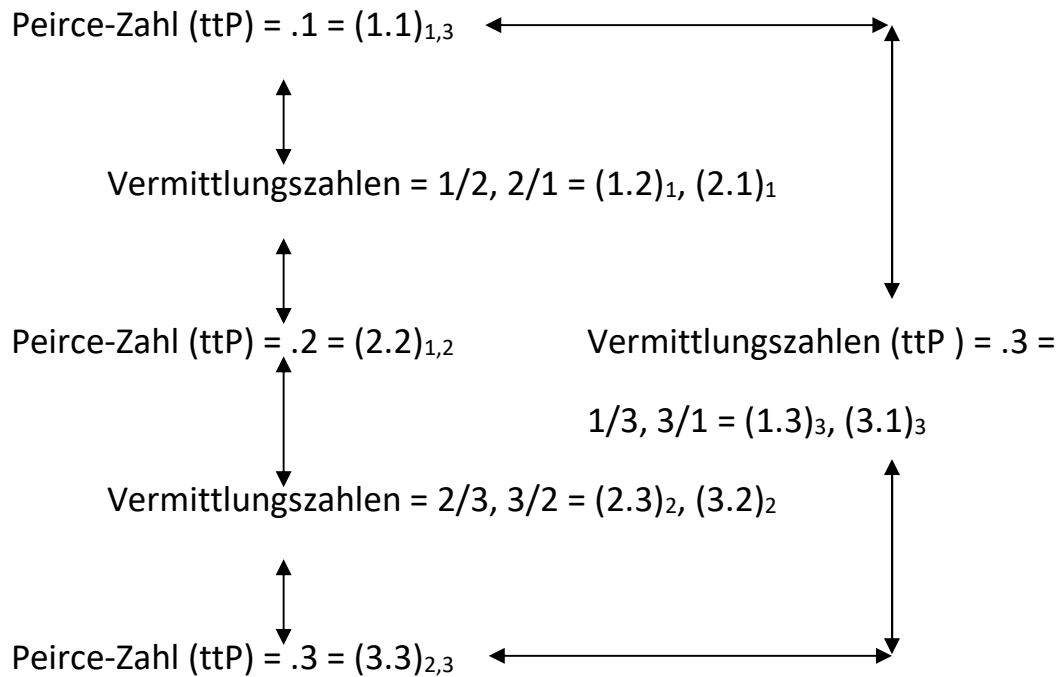 Peirce-Zahl (ttP) = .1 = (1.1)1,3
Vermittlungszahlen = 1/2, 2/1 = (1.2)1, (2.1)1
Peirce-Zahl (ttP) = .2 = (2.2)1,2
Vermittlungszahlen (ttP ) = .3 =
1/3, 3/1 = (1.3)3, (3.1)3
Vermittlungszahlen = 2/3, 3/2 = (2.3)2, (3.2)2
Peirce-Zahl (ttP) = .3 = (3.3)2,3